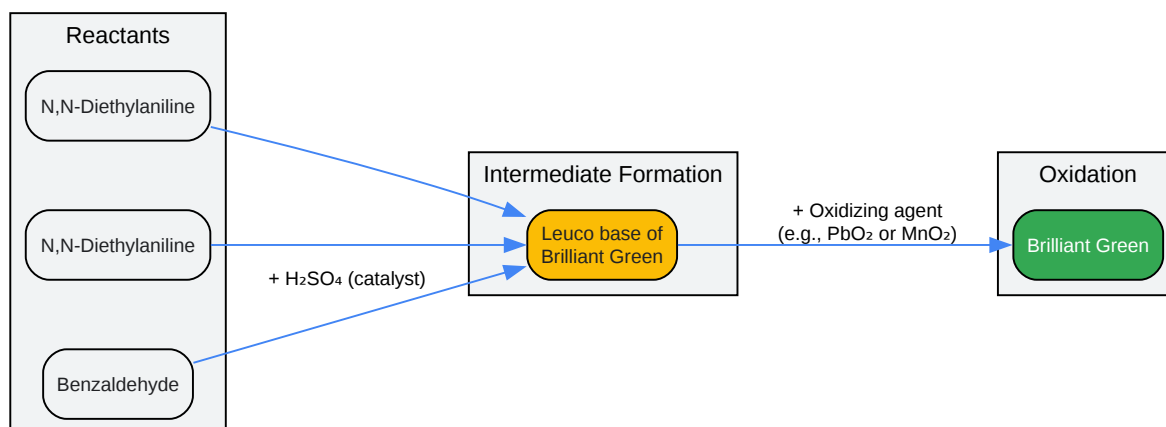 Reactants
N,N-Diethylaniline
N,N-Diethylaniline
Benzaldehyde
+ H₂SO₄ (catalyst)
Intermediate Formation
Leuco base of
Brilliant Green
+ Oxidizing agent
(e.g., PbO₂ or MnO₂)
Oxidation
Brilliant Green